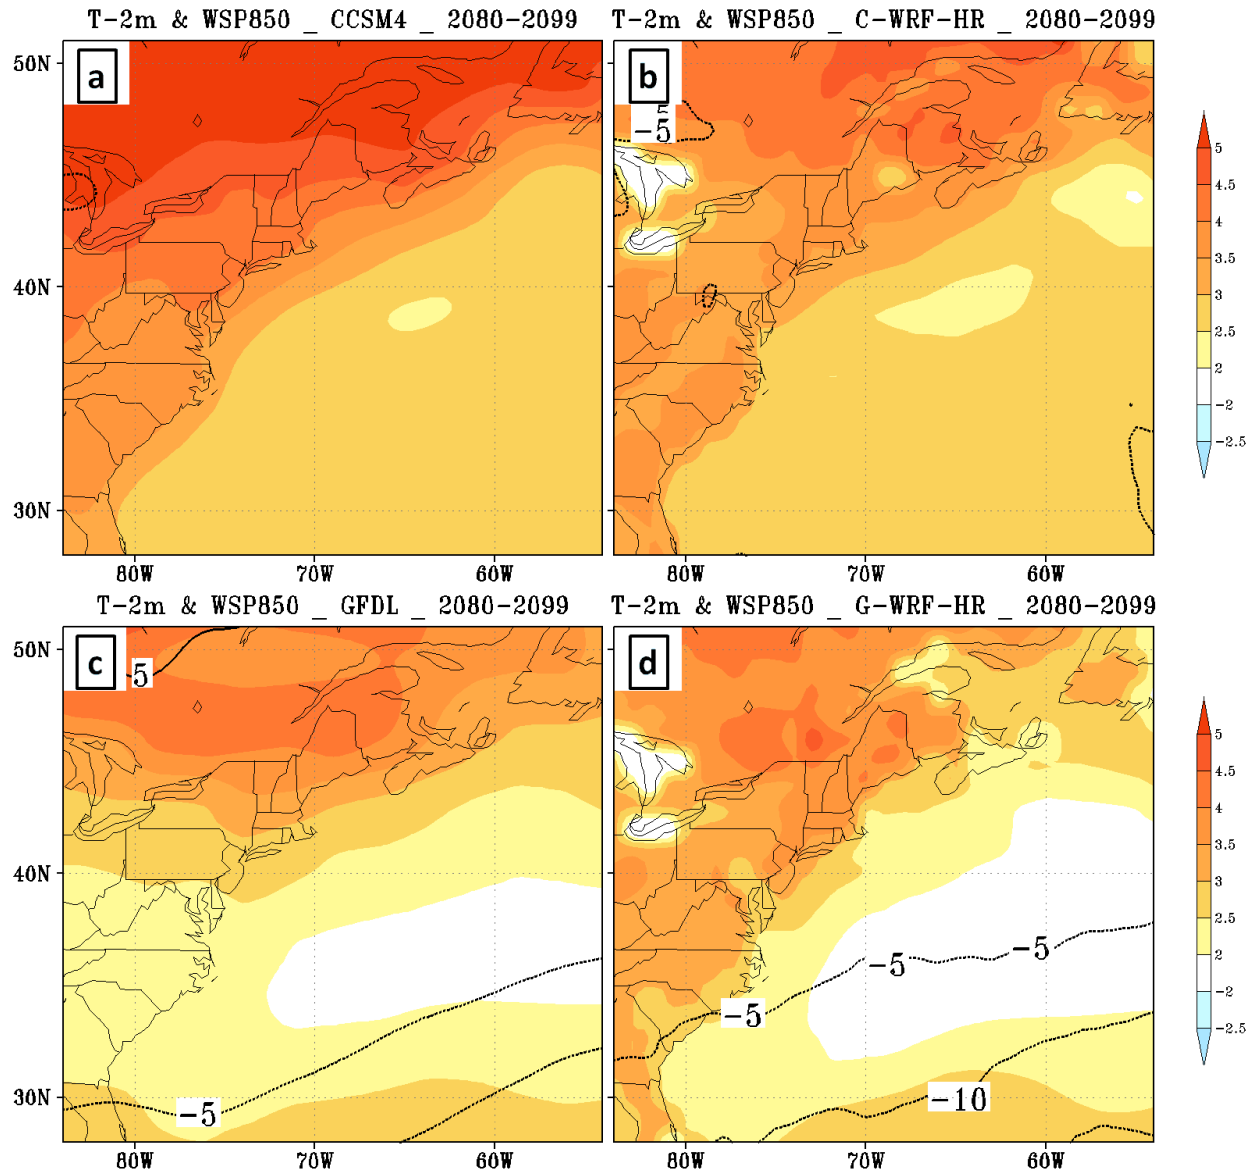 T-2m & WSP850 _ CCSM4 _ 2080-2099
T-2m & WSP850 _ C-WRF-HR _ 2080-2099
a
b
50N
40N
30N
80W 70W 60W
80W 70W 60W
-5
5
4.5
4
3.5
3
2.5
2
-2
-2.5
T-2m & WSP850 _ GFDL _ 2080-2099
T-2m & WSP850 _ G-WRF-HR _ 2080-2099
c
d
50N
40N
30N
5
-5
-5
-5
-5
-10
80W 70W 60W
80W 70W 60W
5
4.5
4
3.5
3
2.5
2
-2
-2.5